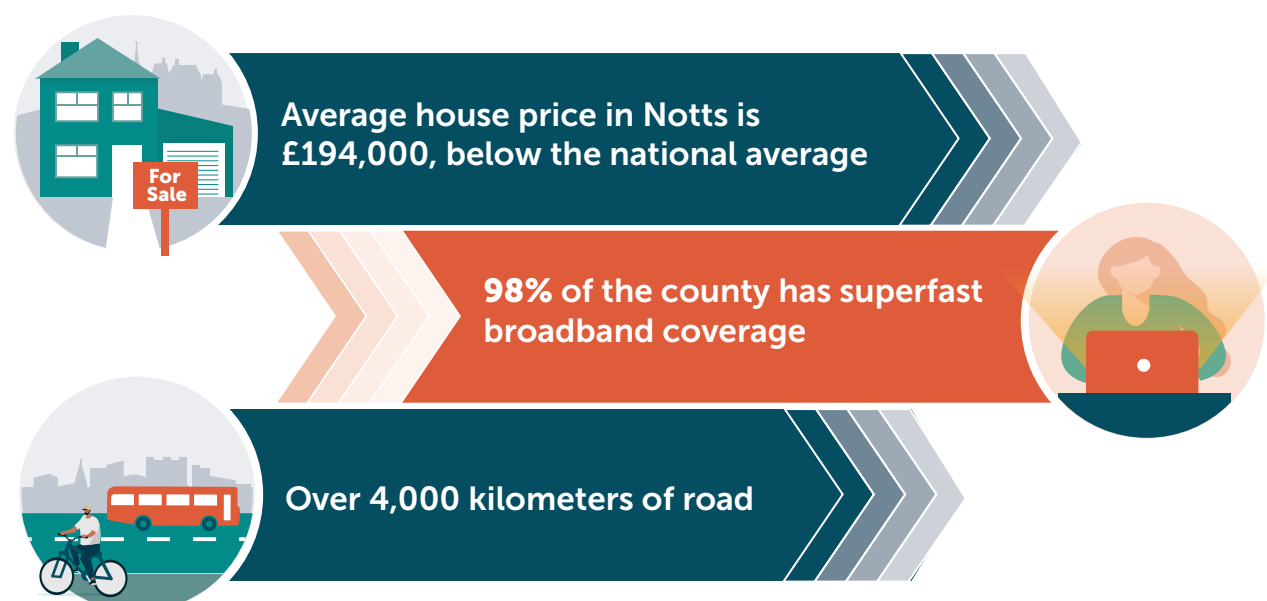 Average house price in Notts is
£194,000, below the national average
For
Sale
98% of the county has superfast
broadband coverage
Over 4,000 kilometers of road